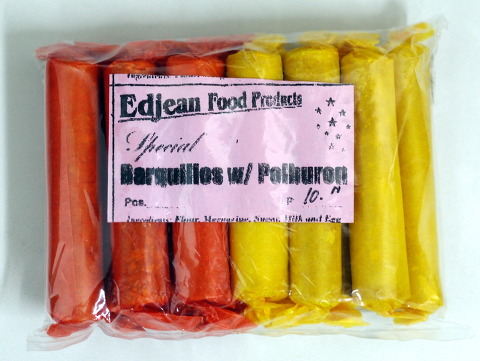 Edjean Food Products
Special
Barquillos w/ Polburon
Pcs. P 10.
Ingredients: Flour, Margarine, Sugar, Milk and Egg